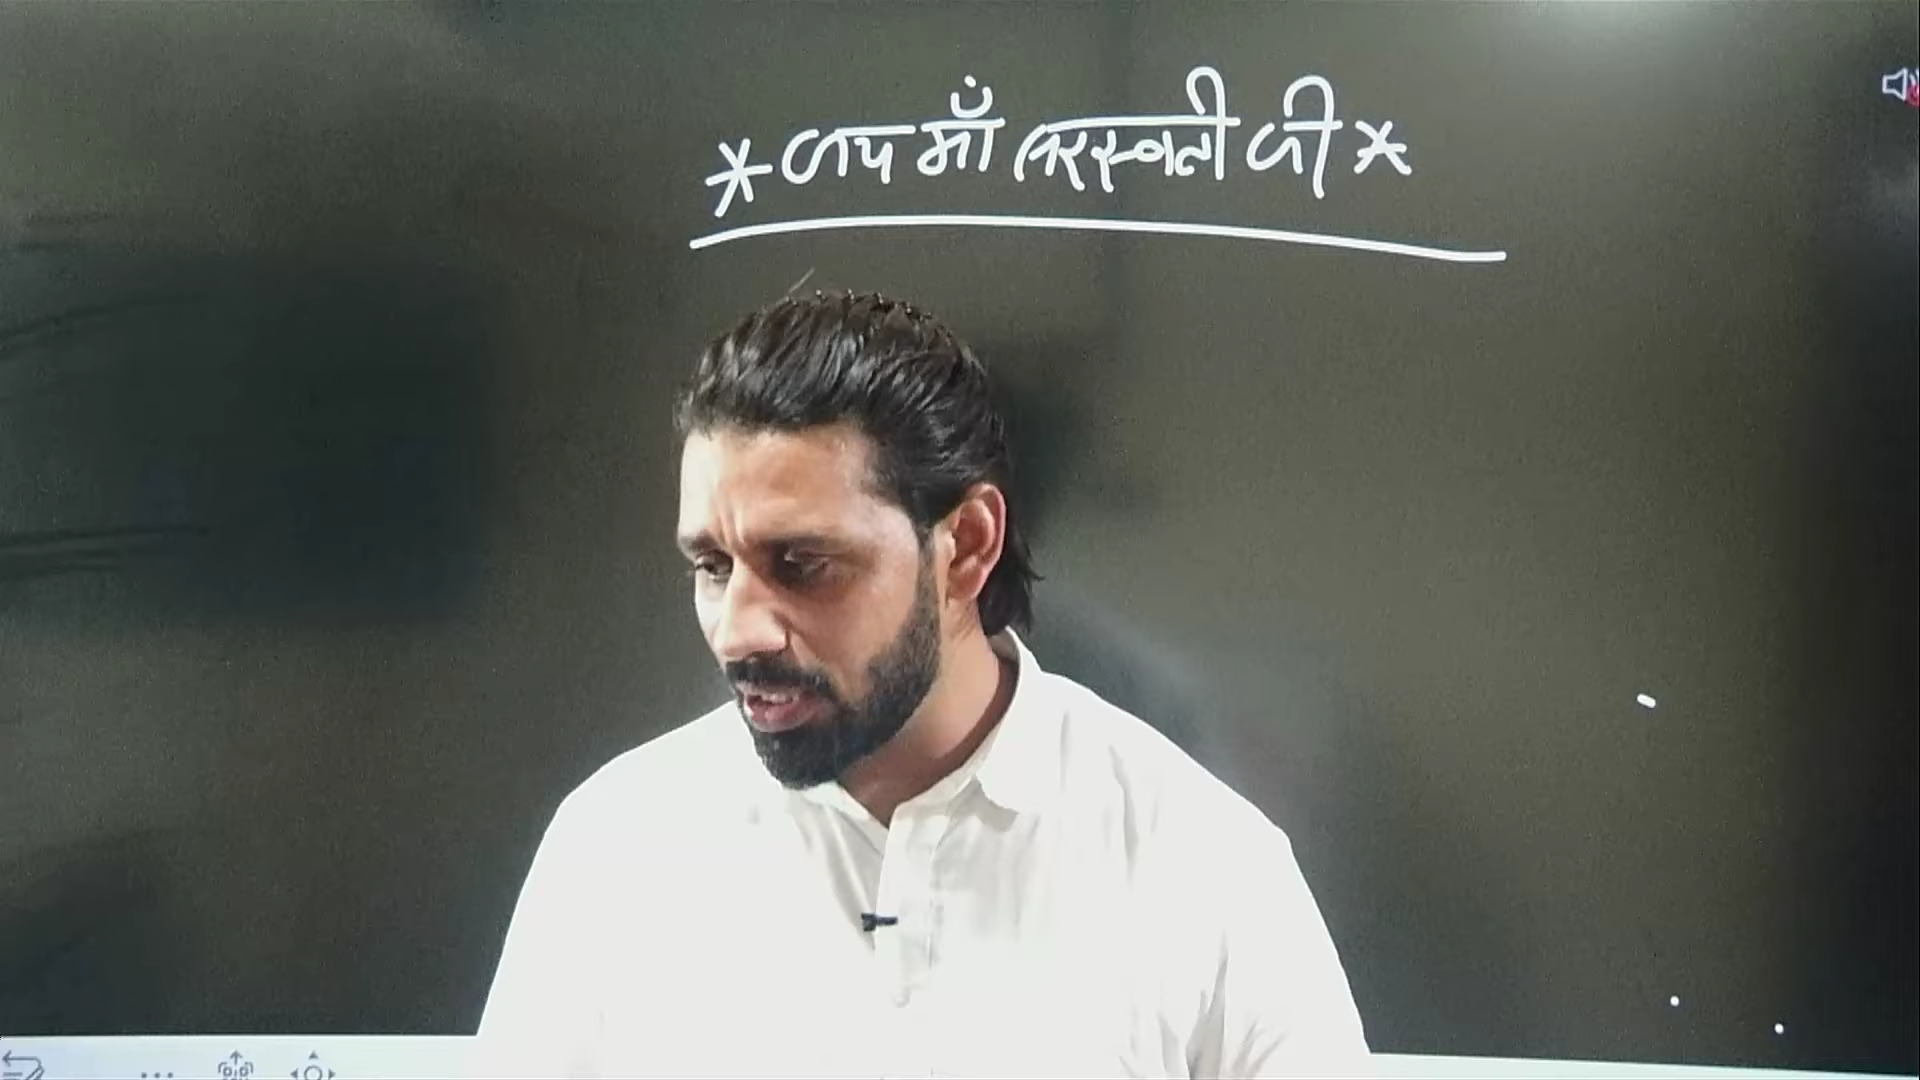 * जय माँ सरस्वती जी *